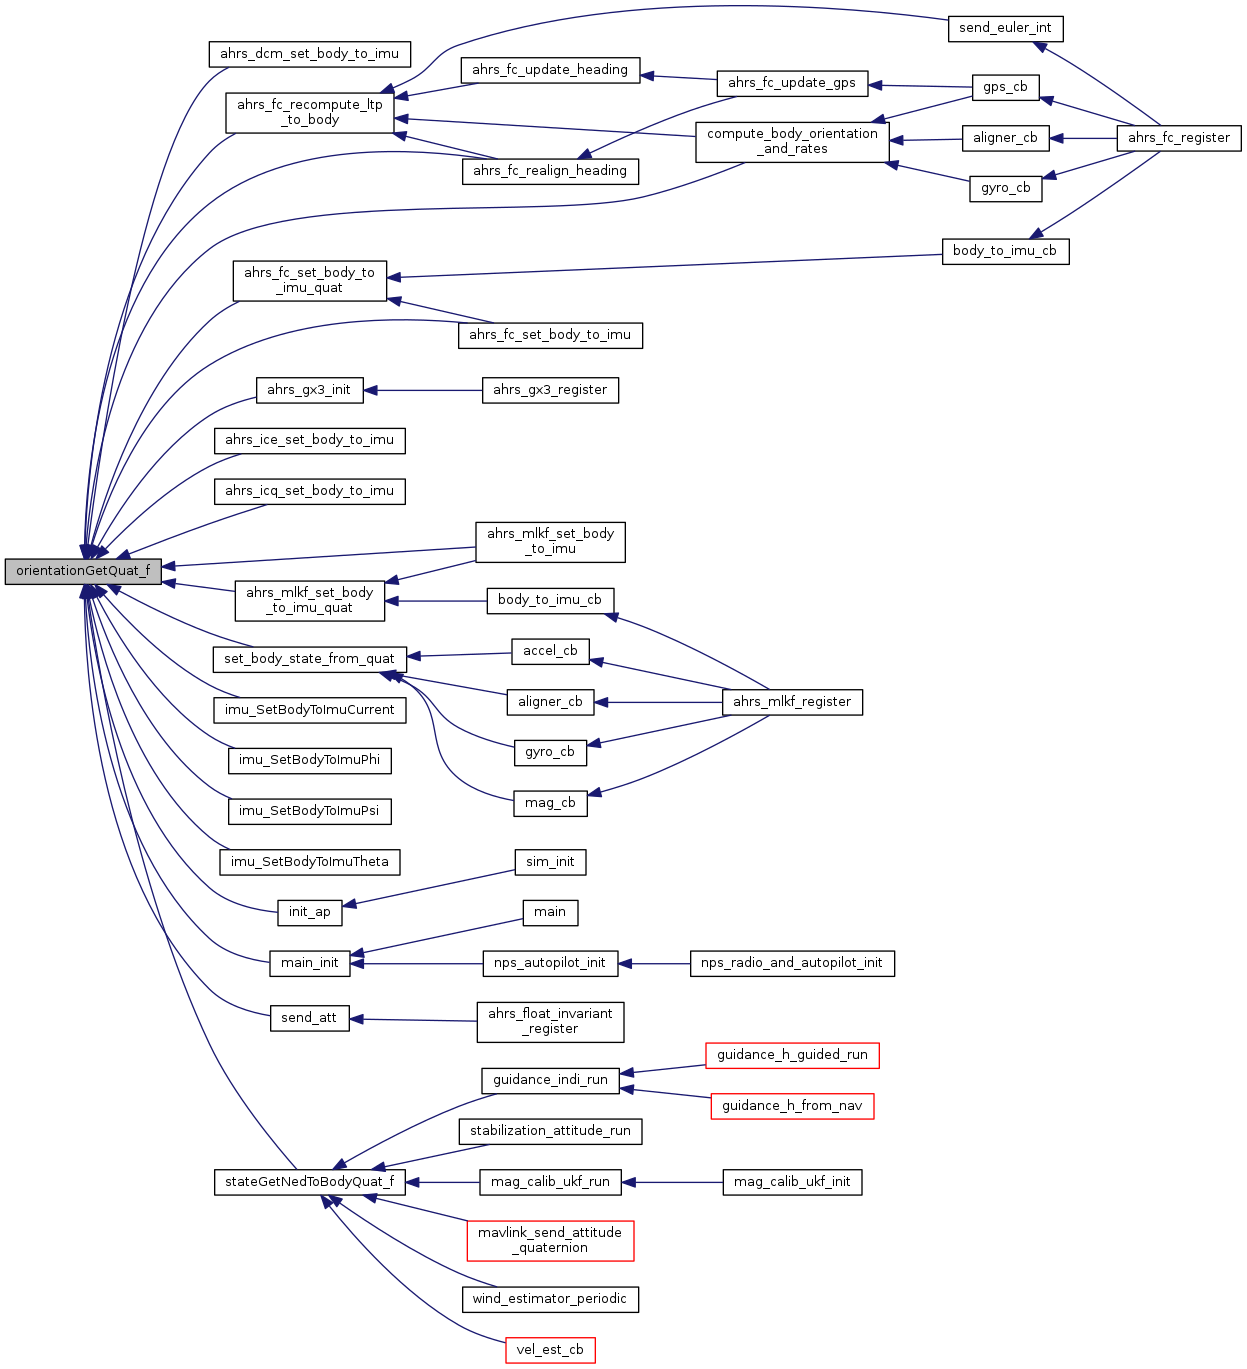 send_euler_int
ahrs_dcm_set_body_to_imu
ahrs_fc_update_heading
ahrs_fc_update_gps
gps_cb
ahrs_fc_recompute_ltp
_to_body
compute_body_orientation
_and_rates
aligner_cb
ahrs_fc_register
ahrs_fc_realign_heading
gyro_cb
body_to_imu_cb
ahrs_fc_set_body_to
_imu_quat
ahrs_fc_set_body_to_imu
ahrs_gx3_init
ahrs_gx3_register
ahrs_ice_set_body_to_imu
ahrs_icq_set_body_to_imu
ahrs_mlkf_set_body
_to_imu
orientationGetQuat_f
ahrs_mlkf_set_body
_to_imu_quat
body_to_imu_cb
set_body_state_from_quat
accel_cb
aligner_cb
ahrs_mlkf_register
imu_SetBodyToImuCurrent
gyro_cb
imu_SetBodyToImuPhi
mag_cb
imu_SetBodyToImuPsi
imu_SetBodyToImuTheta
sim_init
init_ap
main
main_init
nps_autopilot_init
nps_radio_and_autopilot_init
send_att
ahrs_float_invariant
_register
guidance_h_guided_run
guidance_indi_run
guidance_h_from_nav
stabilization_attitude_run
stateGetNedToBodyQuat_f
mag_calib_ukf_run
mag_calib_ukf_init
mavlink_send_attitude
_quaternion
wind_estimator_periodic
vel_est_cb